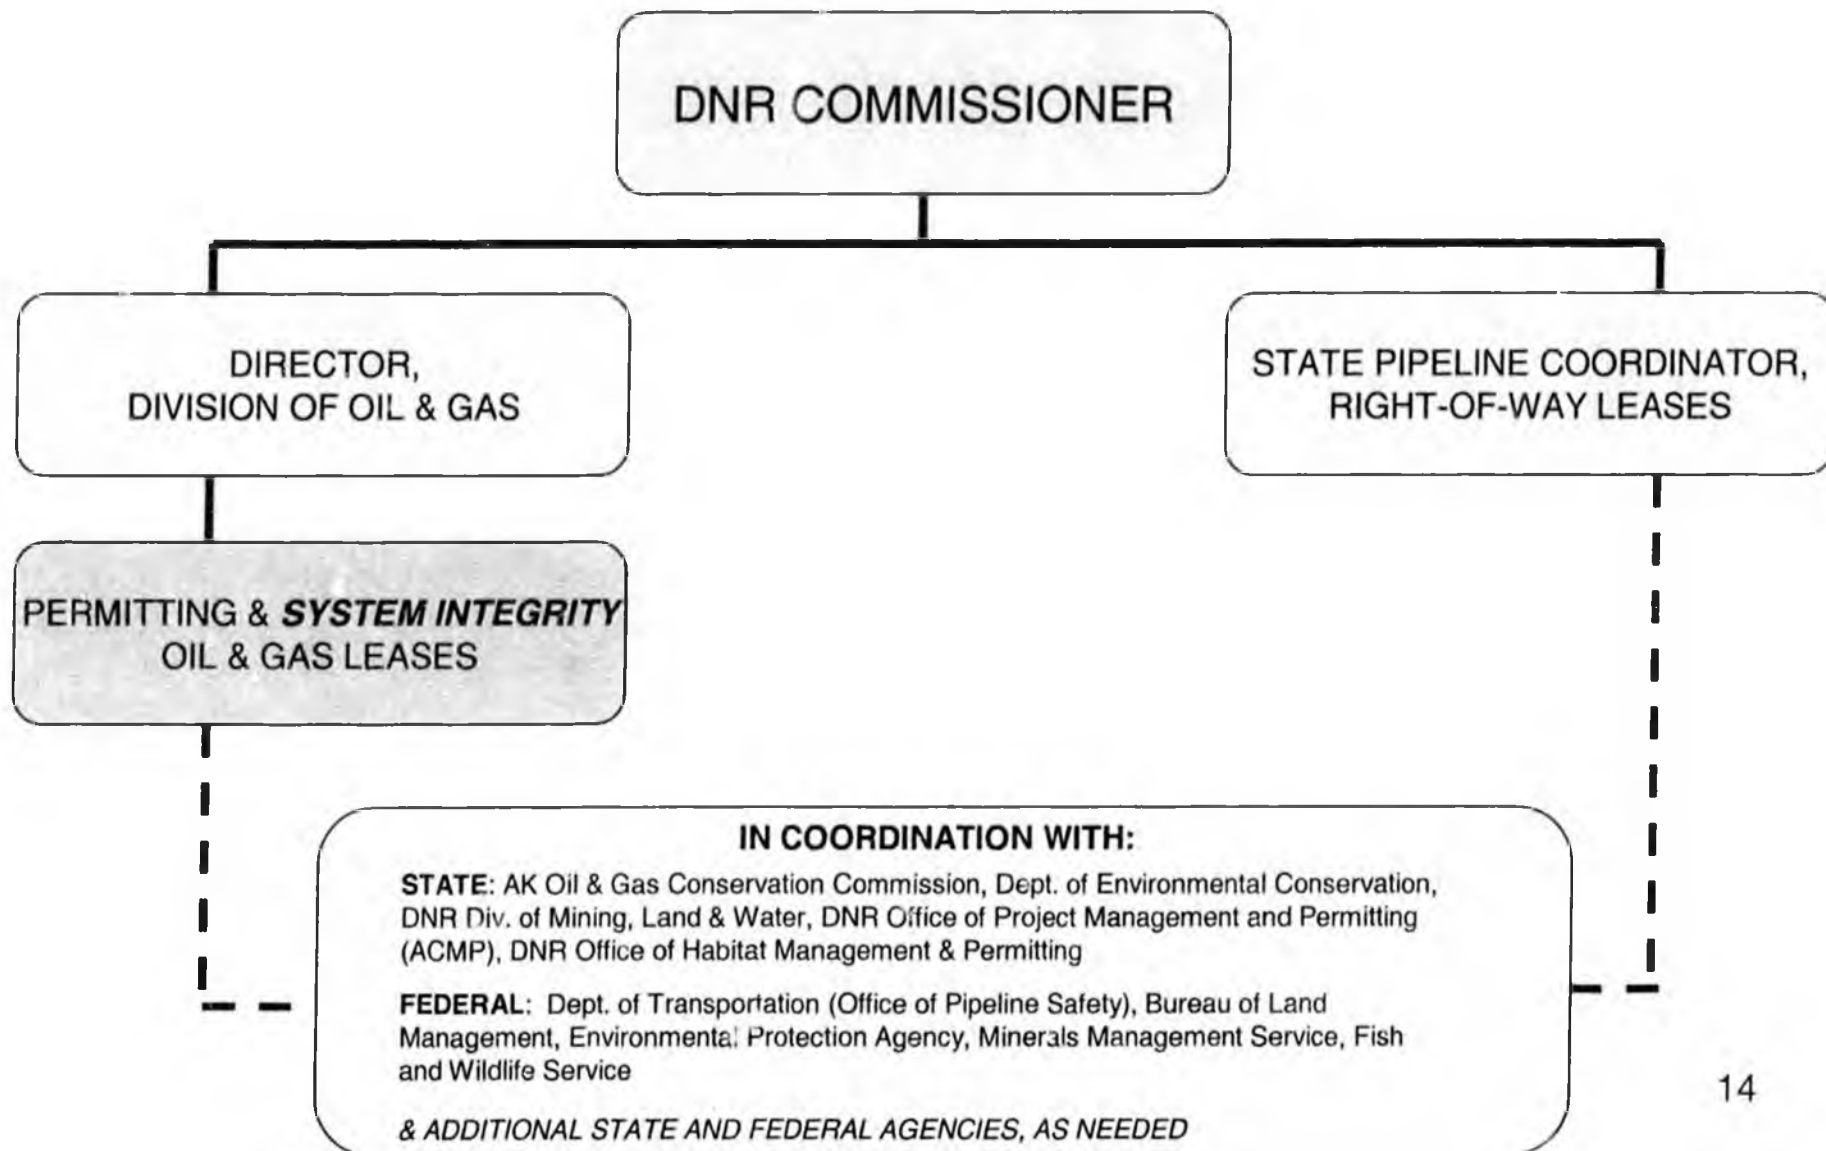 DNR COMMISSIONER
DIRECTOR,
DIVISION OF OIL & GAS
STATE PIPELINE COORDINATOR,
RIGHT-OF-WAY LEASES
PERMITTING & SYSTEM INTEGRITY
OIL & GAS LEASES
IN COORDINATION WITH:
STATE: AK Oil & Gas Conservation Commission, Dept. of Environmental Conservation,
DNR Div. of Mining, Land & Water, DNR Office of Project Management and Permitting
(ACMP), DNR Office of Habitat Management & Permitting
FEDERAL: Dept. of Transportation (Office of Pipeline Safety), Bureau of Land
Management, Environmental Protection Agency, Minerals Management Service, Fish
and Wildlife Service
& ADDITIONAL STATE AND FEDERAL AGENCIES, AS NEEDED
14